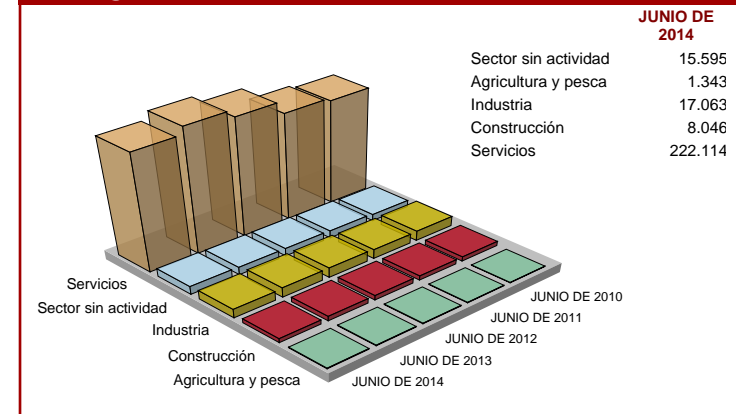 JUNIO DE
2014
Sector sin actividad 15.595
Agricultura y pesca 1.343
Industria 17.063
Construcción 8.046
Servicios 222.114
Servicios
Sector sin actividad
Industria
Construcción
Agricultura y pesca
JUNIO DE 2010
JUNIO DE 2011
JUNIO DE 2012
JUNIO DE 2013
JUNIO DE 2014